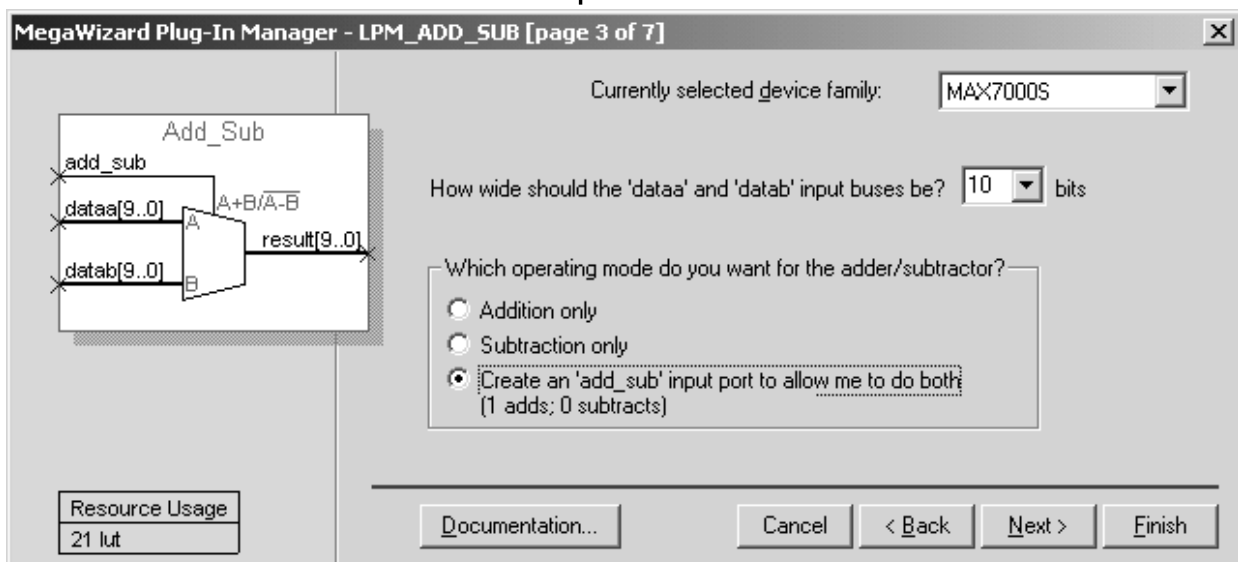 MegaWizard Plug-In Manager - LPM_ADD_SUB [page 3 of 7]
Currently selected device family:
MAX7000S
Add_Sub
add_sub
A+B/A-B
dataa[9..0]
A
result[9..0]
datab[9..0]
B
How wide should the 'dataa' and 'datab' input buses be?
10
bits
Which operating mode do you want for the adder/subtractor?
Addition only
Subtraction only
Create an 'add_sub' input port to allow me to do both
(1 adds; 0 subtracts)
Resource Usage
21 lut
Documentation...
Cancel
< Back
Next >
Finish